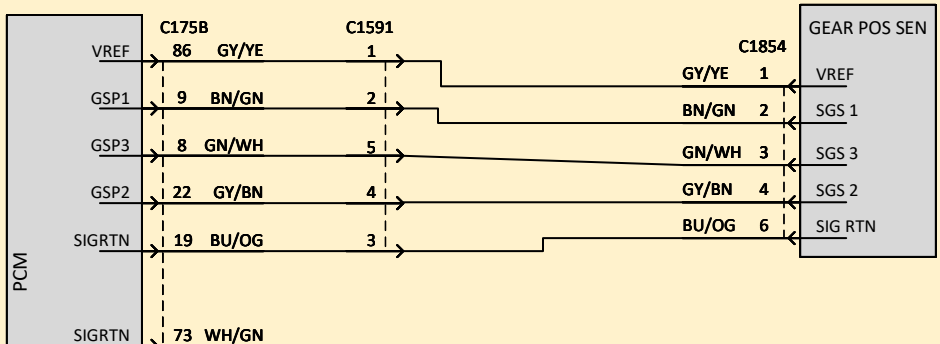 GEAR POS SEN
C175B
C1591
C1854
VREF 86 GY/YE 1
GY/YE 1 VREF
GSP1 9 BN/GN 2
BN/GN 2 SGS 1
GSP3 8 GN/WH 5
GN/WH 3 SGS 3
GSP2 22 GY/BN 4
GY/BN 4 SGS 2
SIGRTN 19 BU/OG 3
BU/OG 6 SIG RTN
PCM
SIGRTN 73 WH/GN